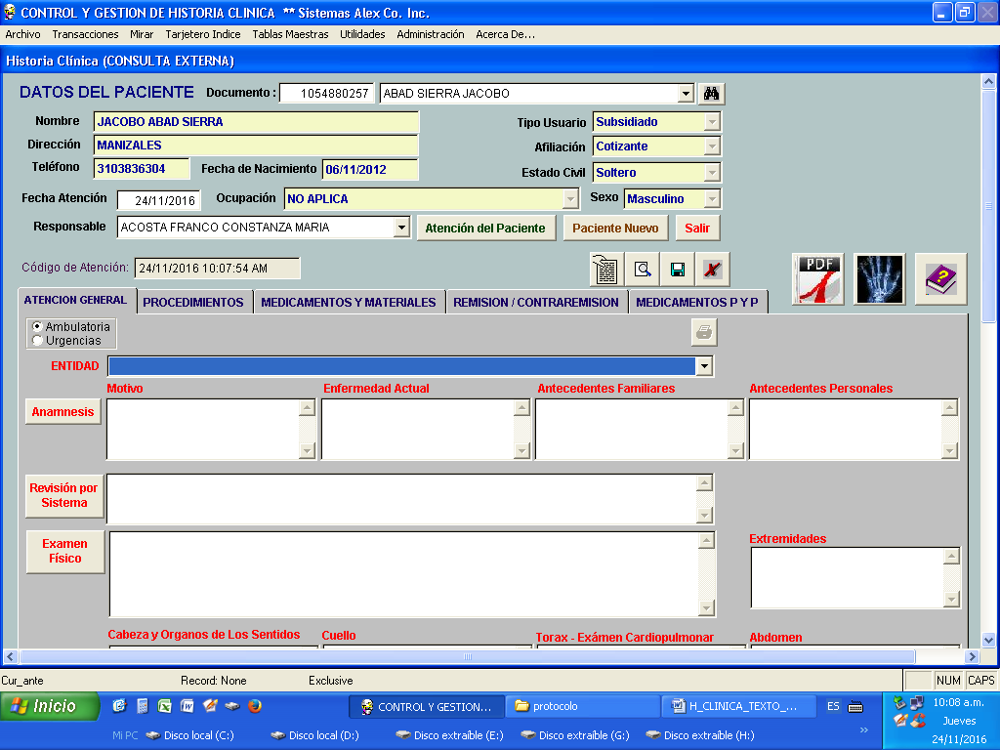 CONTROL Y GESTION DE HISTORIA CLINICA ** Sistemas Alex Co. Inc.
Archivo Transacciones Mirar Tarjetero Indice Tablas Maestras Utilidades Administración Acerca De...
Historia Clínica (CONSULTA EXTERNA)
DATOS DEL PACIENTE Documento : 1054880257 ABAD SIERRA JACOBO
Nombre JACOBO ABAD SIERRA Tipo Usuario Subsidiado
Dirección MANIZALES Afiliación Cotizante
Teléfono 3103836304 Fecha de Nacimiento 06/11/2012 Estado Civil Soltero
Fecha Atención 24/11/2016 Ocupación NO APLICA Sexo Masculino
Responsable ACOSTA FRANCO CONSTANZA MARIA Atención del Paciente Paciente Nuevo Salir
Código de Atención: 24/11/2016 10:07:54 AM PDF
ATENCION GENERAL PROCEDIMIENTOS MEDICAMENTOS Y MATERIALES REMISION / CONTRAREMISION MEDICAMENTOS P Y P
Ambulatoria
Urgencias
ENTIDAD
Motivo Enfermedad Actual Antecedentes Familiares Antecedentes Personales
Anamnesis
Revisión por
Sistema
Examen
Físico
Extremidades
Cabeza y Organos de Los Sentidos Cuello Torax - Exámen Cardiopulmonar Abdomen
Cur_ante Record: None Exclusive NUM CAPS
Inicio CONTROL Y GESTION... protocolo H_CLINICA_TEXTO_... ES 10:08 a.m.
Jueves
Mi PC Disco local (C:) Disco local (D:) Disco extraíble (E:) Disco extraíble (G:) Disco extraíble (H:) 24/11/2016